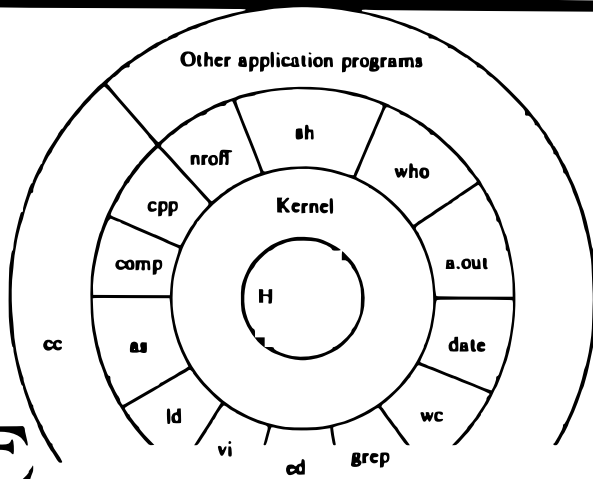 Other application programs
sh
nroff
who
cpp
Kernel
comp
a.out
H
cc
as
date
ld
wc
vi
ed
grep